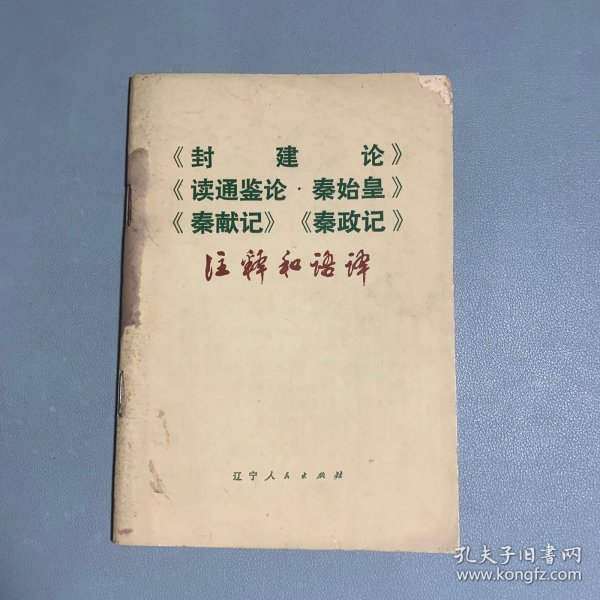 《封建论》
《读通鉴论·秦始皇》
《秦献记》《秦政记》
注释和语译
辽宁人民出版社
孔夫子旧书网
www.kongfz.com